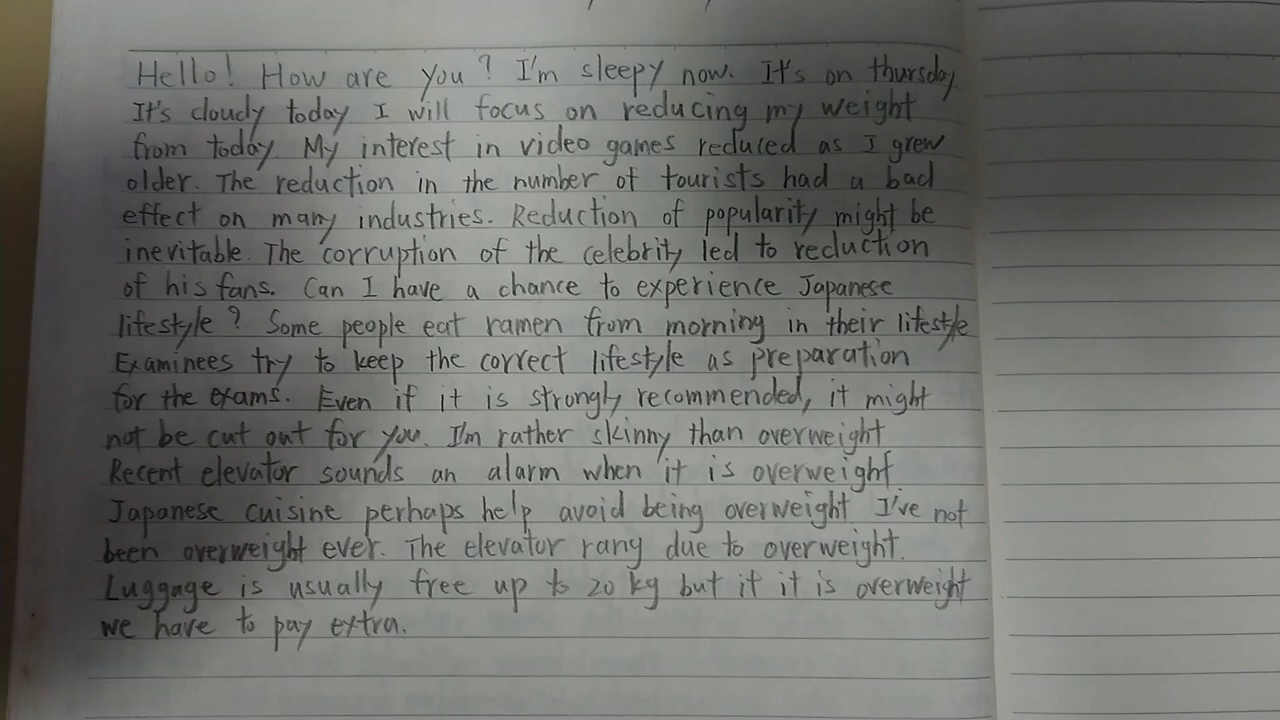 Hello! How are you? I'm sleepy now. It's on thursday
It's cloudy today I will focus on reducing my weight
from today. My interest in video games reduced as I grew
older. The reduction in the number of tourists had a bad
effect on many industries. Reduction of popularity might be
inevitable. The corruption of the celebrity led to reduction
of his fans. Can I have a chance to experience Japanese
lifestyle? Some people eat ramen from morning in their lifestyle
Examinees try to keep the correct lifestyle as preparation
for the exams. Even if it is strongly recommended, it might
not be cut out for you. I'm rather skinny than overweight
Recent elevator sounds an alarm when it is overweight.
Japanese cuisine perhaps help avoid being overweight I've not
been overweight ever. The elevator rang due to overweight.
Luggage is usually free up to 20 kg but if it is overweight
we have to pay extra.